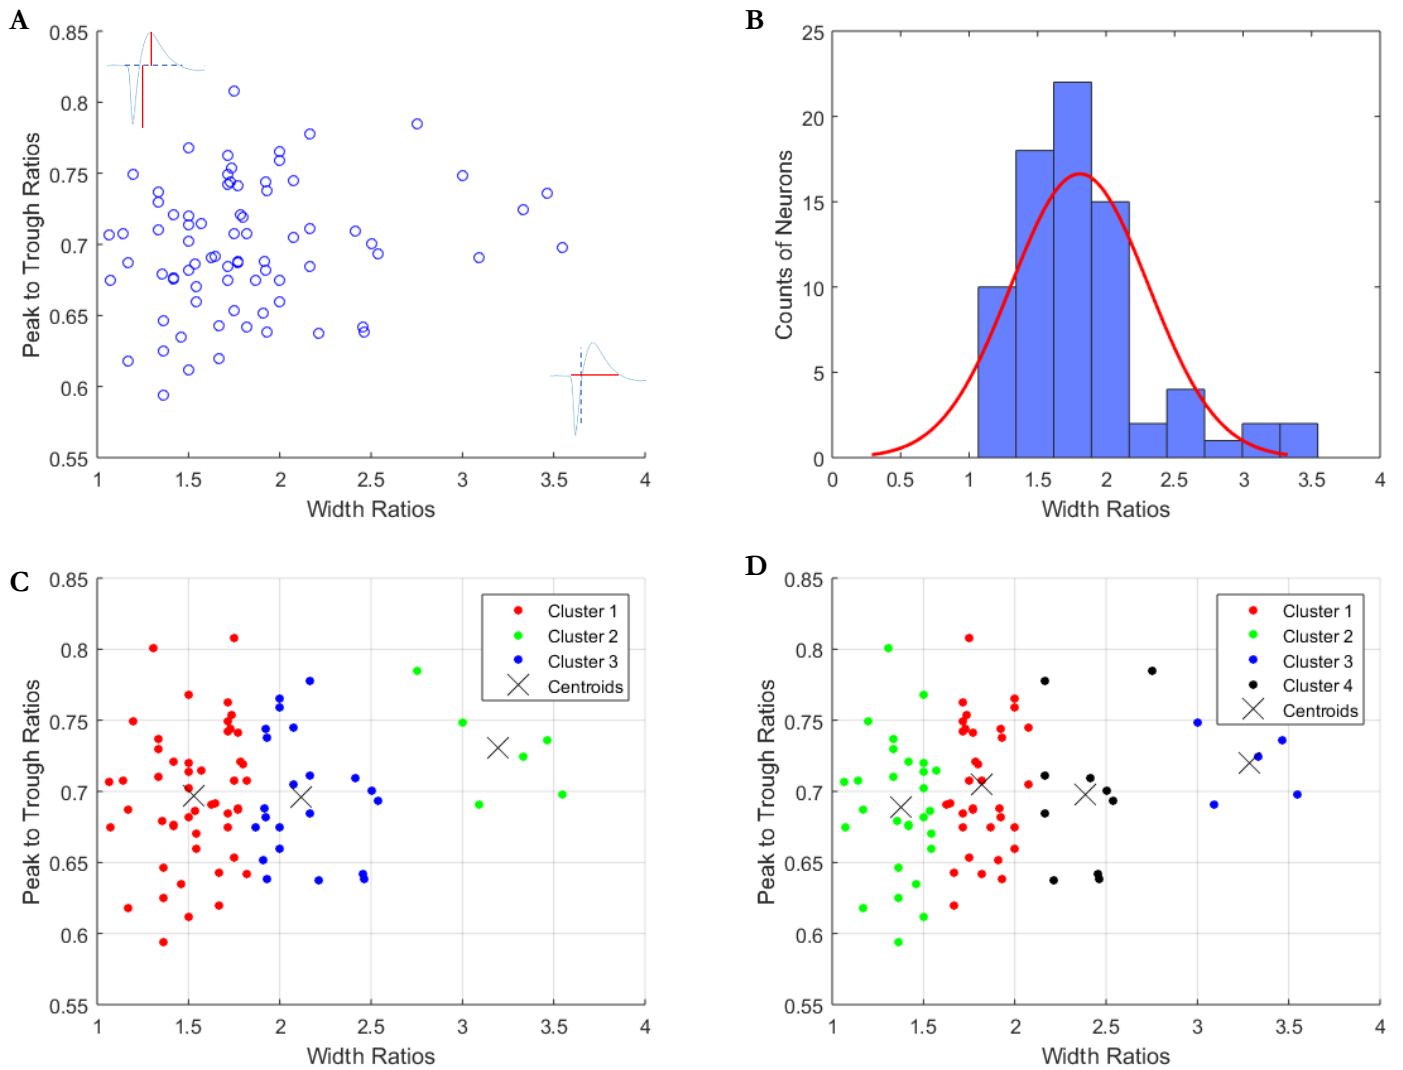 A
0.85
0.8
0.75
0.7
0.65
0.6
0.55
Peak to Trough Ratios
1 1.5 2 2.5 3 3.5 4
Width Ratios
B
25
20
15
10
5
0
Counts of Neurons
0 0.5 1 1.5 2 2.5 3 3.5 4
Width Ratios
C
0.85
0.8
0.75
0.7
0.65
0.6
0.55
Peak to Trough Ratios
Cluster 1
Cluster 2
Cluster 3
Centroids
1 1.5 2 2.5 3 3.5 4
Width Ratios
D
0.85
0.8
0.75
0.7
0.65
0.6
0.55
Peak to Trough Ratios
Cluster 1
Cluster 2
Cluster 3
Cluster 4
Centroids
1 1.5 2 2.5 3 3.5 4
Width Ratios